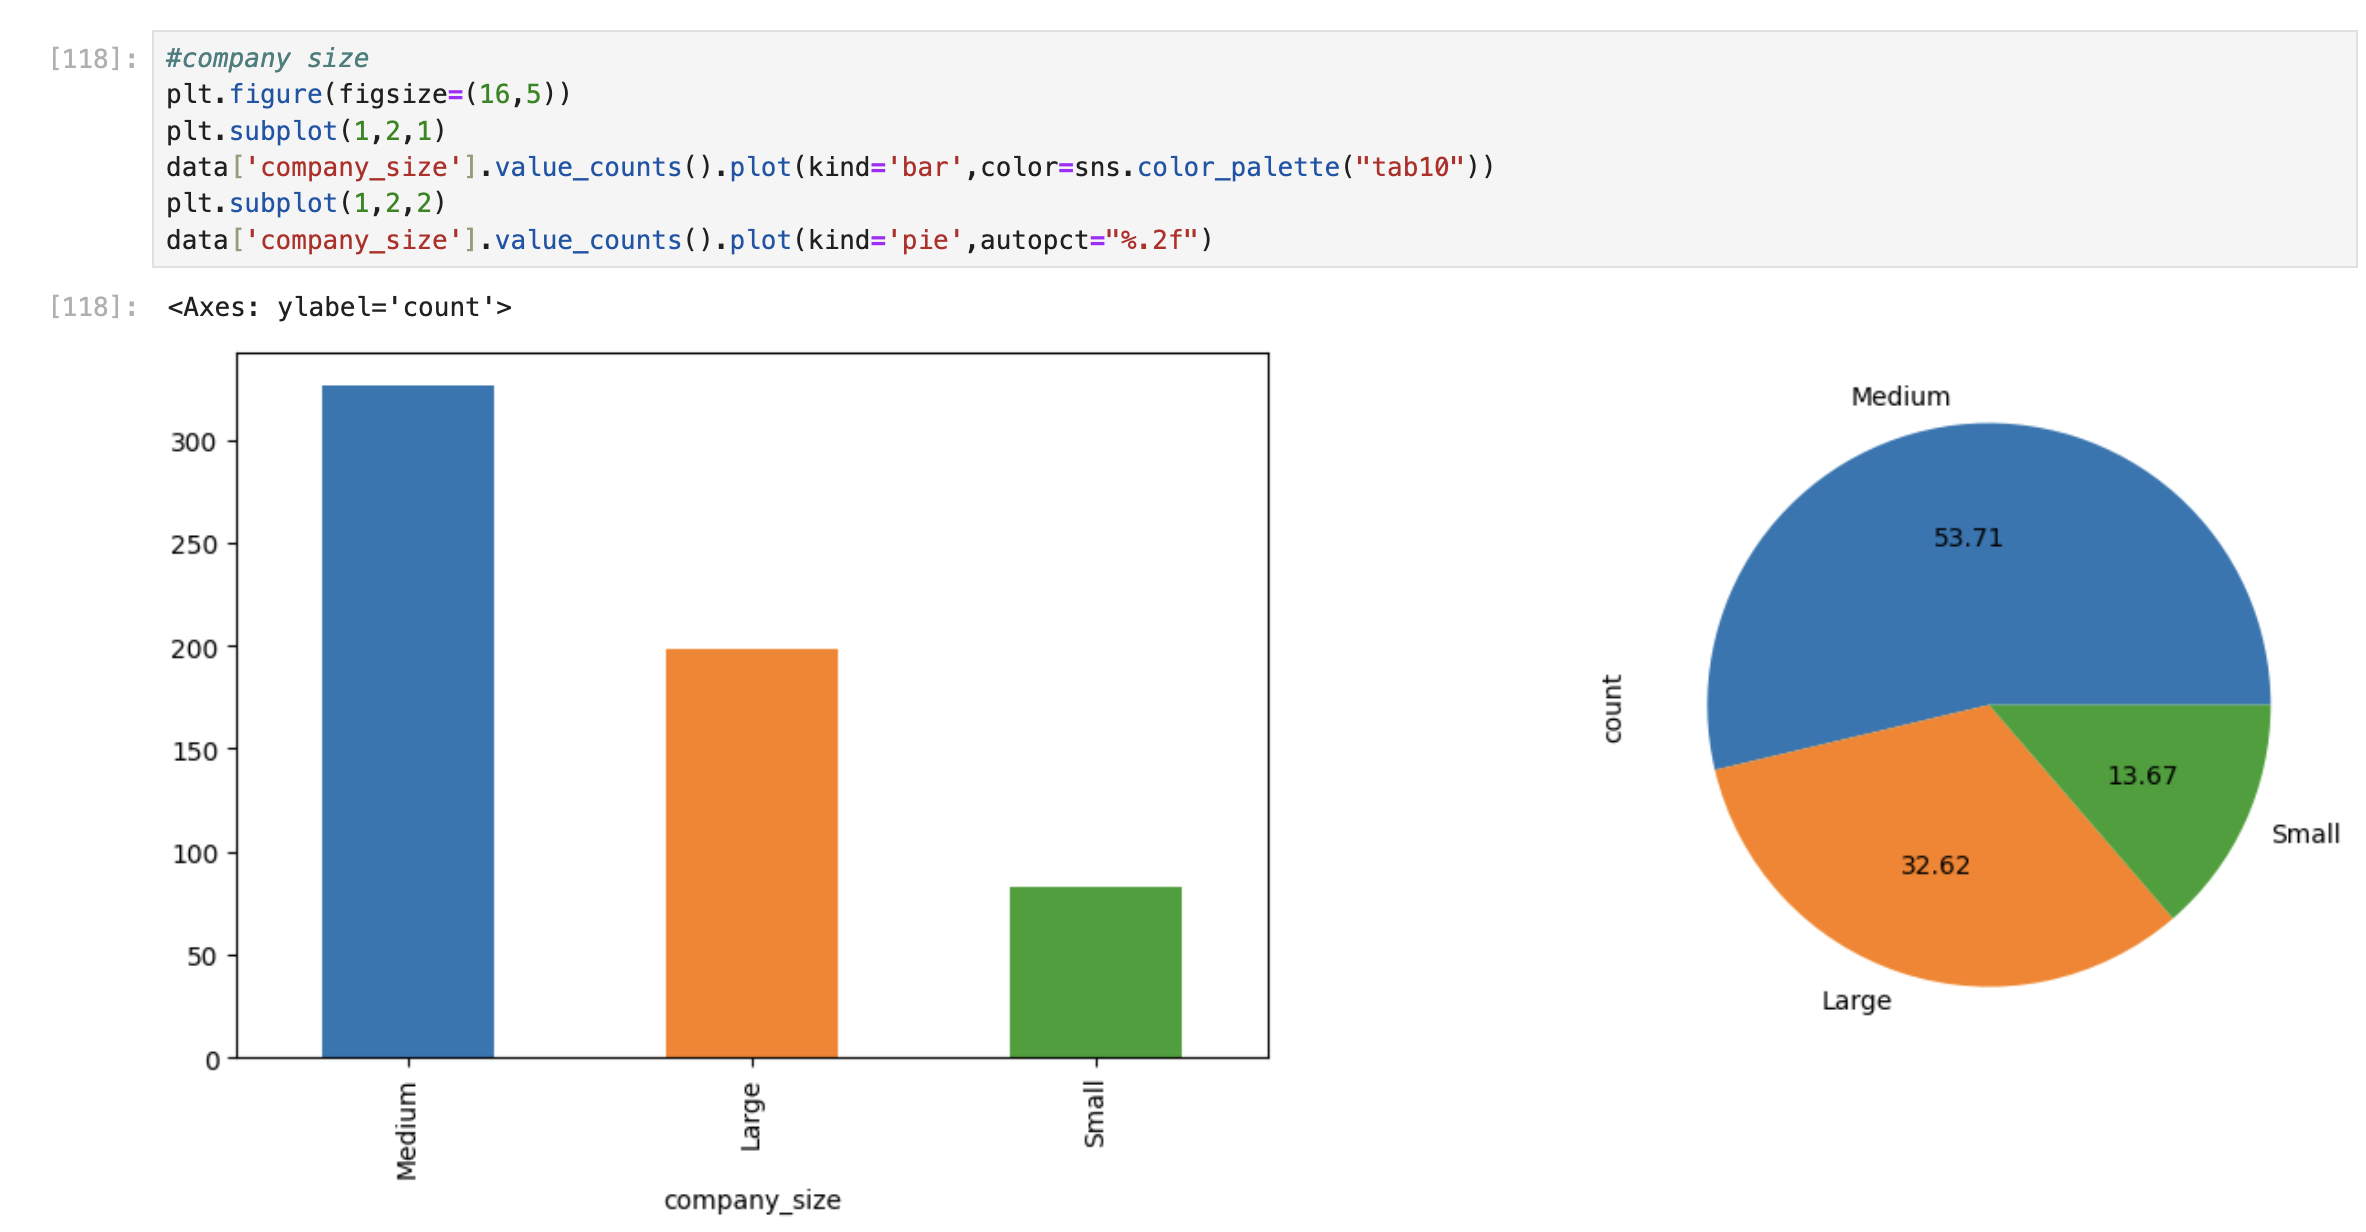 [118]: #company size
plt.figure(figsize=(16,5))
plt.subplot(1,2,1)
data['company_size'].value_counts().plot(kind='bar',color=sns.color_palette("tab10"))
plt.subplot(1,2,2)
data['company_size'].value_counts().plot(kind='pie',autopct="%.2f")
[118]: <Axes: ylabel='count'>
300
250
200
150
100
50
0
Medium
Large
Small
company_size
Medium
53.71
count
13.67
Small
32.62
Large